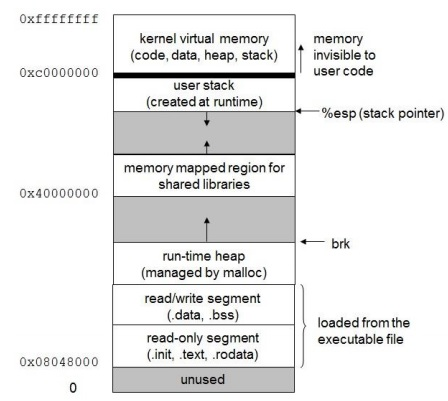 0xffffffff
kernel virtual memory
(code, data, heap, stack)
memory
invisible to
user code
0xc0000000
user stack
(created at runtime)
%esp (stack pointer)
memory mapped region for
shared libraries
0x40000000
brk
run-time heap
(managed by malloc)
read/write segment
(.data, .bss)
loaded from the
executable file
read-only segment
(.init, .text, .rodata)
0x08048000
unused
0